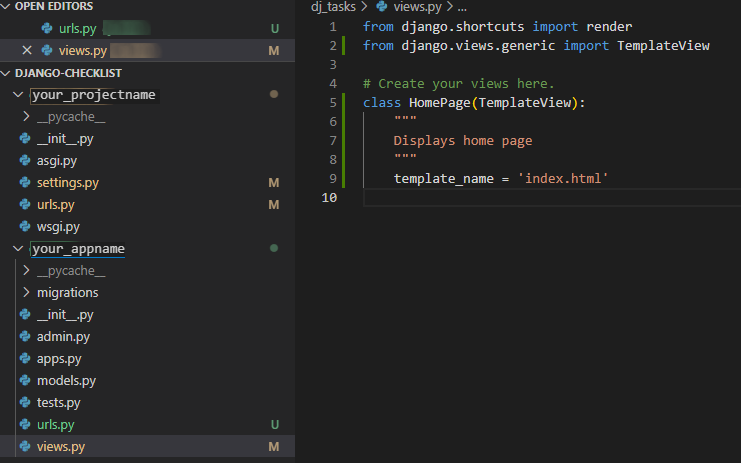 OPEN EDITORS
urls.py U
views.py M
DJANGO-CHECKLIST
your_projectname
__pycache__
__init__.py
asgi.py
settings.py M
urls.py M
wsgi.py
your_appname
__pycache__
migrations
__init__.py
admin.py
apps.py
models.py
tests.py
urls.py U
views.py M
dj_tasks > views.py > ...
1 from django.shortcuts import render
2 from django.views.generic import TemplateView
3
4 # Create your views here.
5 class HomePage(TemplateView):
6 """
7 Displays home page
8 """
9 template_name = 'index.html'
10